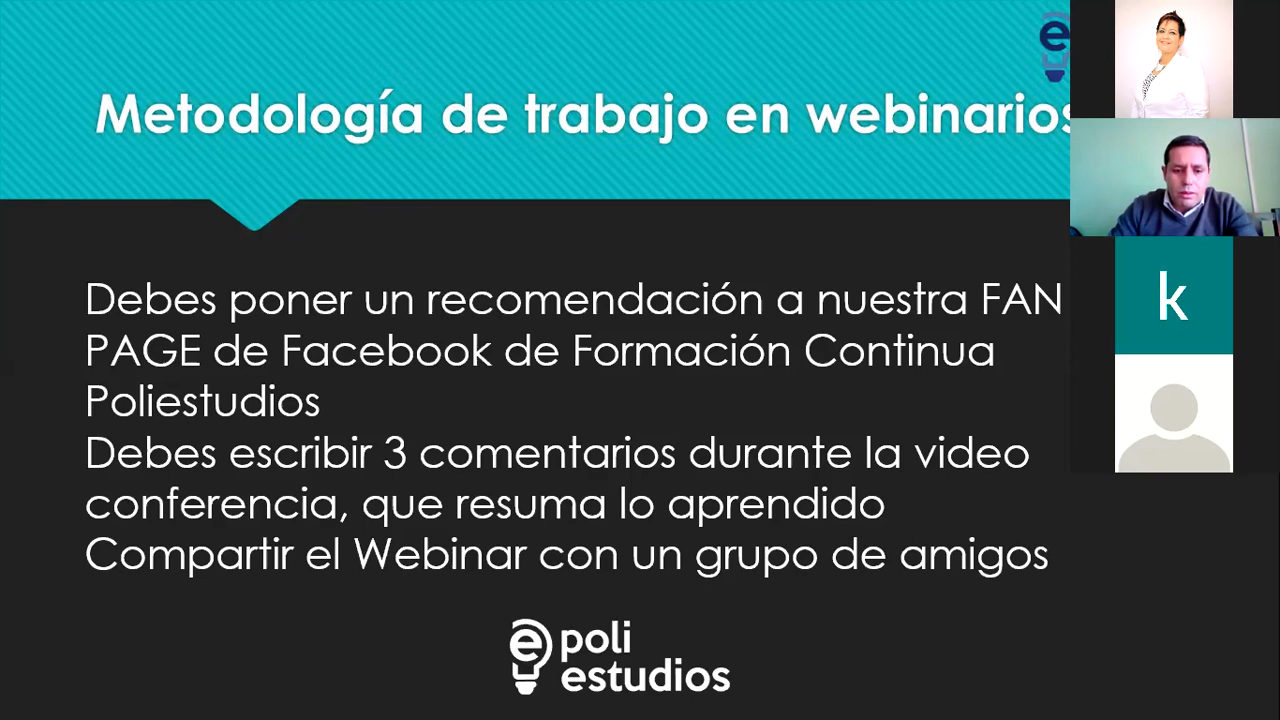 Metodología de trabajo en webinarios
Debes poner un recomendación a nuestra FAN
PAGE de Facebook de Formación Continua
Poliestudios
Debes escribir 3 comentarios durante la video
conferencia, que resuma lo aprendido
Compartir el Webinar con un grupo de amigos
e poli
estudios
e
k